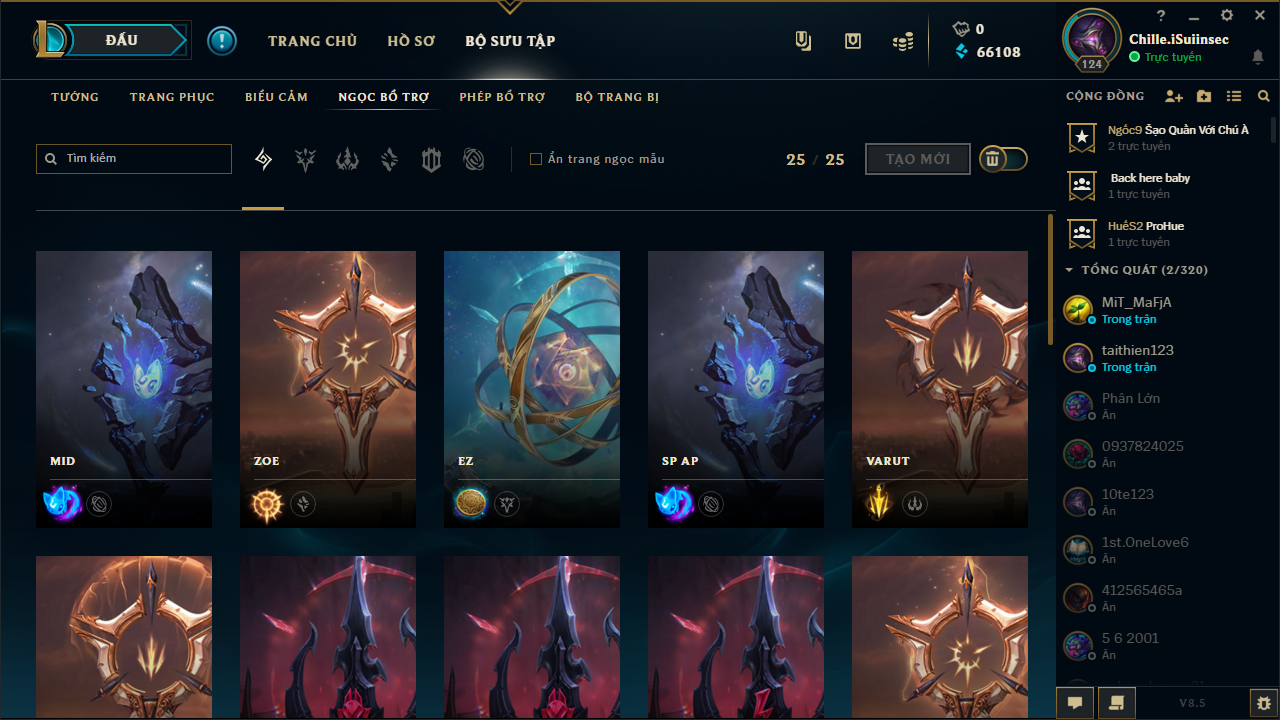 ĐẤU
TRANG CHỦ
HỒ SƠ
BỘ SƯU TẬP
0
66108
?
124
Chille.iSuiinsec
Trực tuyến
TƯỚNG
TRANG PHỤC
BIỂU CẢM
NGỌC BỔ TRỢ
PHÉP BỔ TRỢ
BỘ TRANG BỊ
CỘNG ĐỒNG
Tìm kiếm
Ẩn trang ngọc mẫu
25 / 25
TẠO MỚI
Ngốc9 Šạo Quần Với Chú À
2 trực tuyến
Back here baby
1 trực tuyến
HuếS2 ProHue
1 trực tuyến
TỔNG QUÁT (2/320)
MiT_MaFjA
Trong trận
taithien123
Trong trận
Phân Lớn
Ẩn
0937824025
Ẩn
10te123
Ẩn
1st.OneLove6
Ẩn
412565465a
Ẩn
5 6 2001
Ẩn
MID
ZOE
EZ
SP AP
VARUT
V8.5